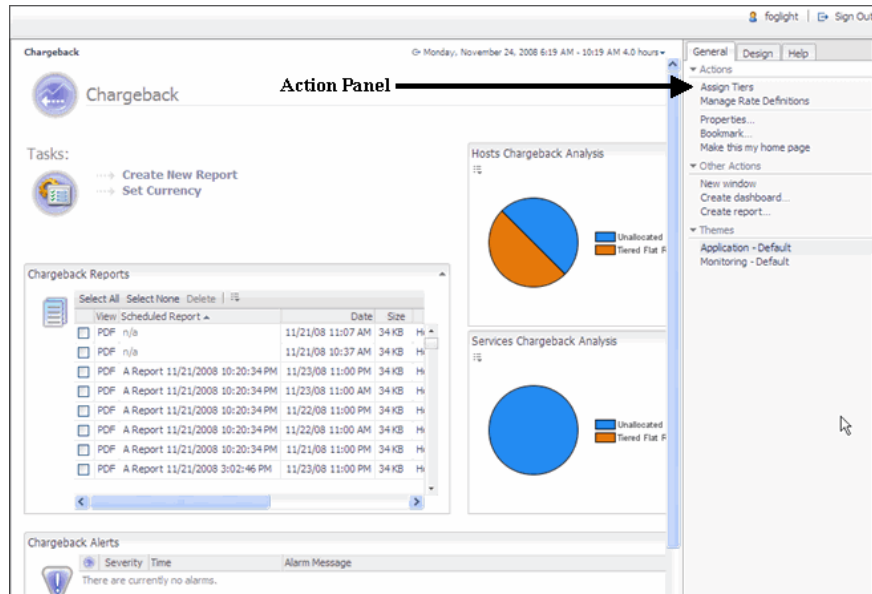 foglight | Sign Out
Chargeback
Monday, November 24, 2008 6:19 AM - 10:19 AM 4.0 hours
General Design Help
Actions
Assign Tiers
Manage Rate Definitions
Properties...
Bookmark...
Make this my home page
Other Actions
New window
Create dashboard...
Create report...
Themes
Application - Default
Monitoring - Default
Action Panel
Chargeback
Tasks:
Create New Report
Set Currency
Hosts Chargeback Analysis
Unallocated
Tiered Flat R
Chargeback Reports
Select All Select None Delete |
View Scheduled Report Date Size
PDF n/a 11/21/08 11:07 AM 34 KB H
PDF n/a 11/21/08 10:37 AM 34 KB H
PDF A Report 11/21/2008 10:20:34 PM 11/23/08 11:00 PM 34 KB H
PDF A Report 11/21/2008 10:20:34 PM 11/23/08 11:00 AM 34 KB H
PDF A Report 11/21/2008 10:20:34 PM 11/22/08 11:00 PM 34 KB H
PDF A Report 11/21/2008 10:20:34 PM 11/22/08 11:00 AM 34 KB H
PDF A Report 11/21/2008 10:20:34 PM 11/21/08 11:00 PM 34 KB H
PDF A Report 11/21/2008 3:02:46 PM 11/23/08 11:00 PM 34 KB H
Services Chargeback Analysis
Unallocated
Tiered Flat R
Chargeback Alerts
Severity Time Alarm Message
There are currently no alarms.